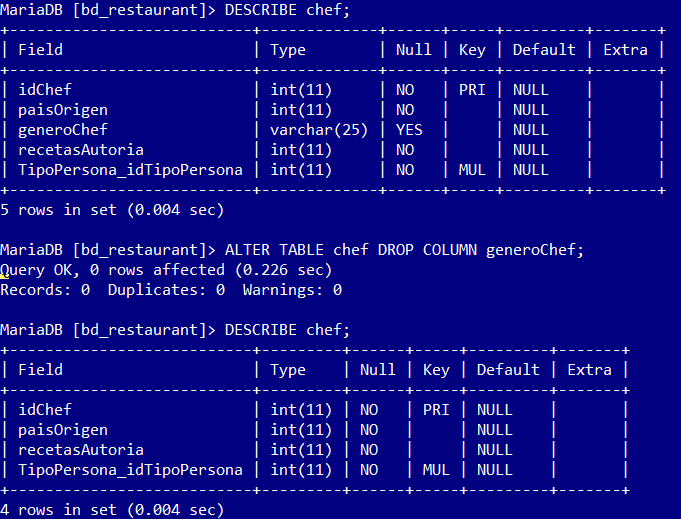 MariaDB [bd_restaurant]> DESCRIBE chef;
+-------------------------+-------------+------+-----+---------+-------+
| Field                   | Type        | Null | Key | Default | Extra |
+-------------------------+-------------+------+-----+---------+-------+
| idChef                  | int(11)     | NO   | PRI | NULL    |       |
| paisOrigen              | int(11)     | NO   |     | NULL    |       |
| generoChef              | varchar(25) | YES  |     | NULL    |       |
| recetasAutoria          | int(11)     | NO   |     | NULL    |       |
| TipoPersona_idTipoPersona | int(11)     | NO   | MUL | NULL    |       |
+-------------------------+-------------+------+-----+---------+-------+
5 rows in set (0.004 sec)
MariaDB [bd_restaurant]> ALTER TABLE chef DROP COLUMN generoChef;
Query OK, 0 rows affected (0.226 sec)
Records: 0  Duplicates: 0  Warnings: 0
MariaDB [bd_restaurant]> DESCRIBE chef;
+-------------------------+---------+------+-----+---------+-------+
| Field                   | Type    | Null | Key | Default | Extra |
+-------------------------+---------+------+-----+---------+-------+
| idChef                  | int(11) | NO   | PRI | NULL    |       |
| paisOrigen              | int(11) | NO   |     | NULL    |       |
| recetasAutoria          | int(11) | NO   |     | NULL    |       |
| TipoPersona_idTipoPersona | int(11) | NO   | MUL | NULL    |       |
+-------------------------+---------+------+-----+---------+-------+
4 rows in set (0.004 sec)